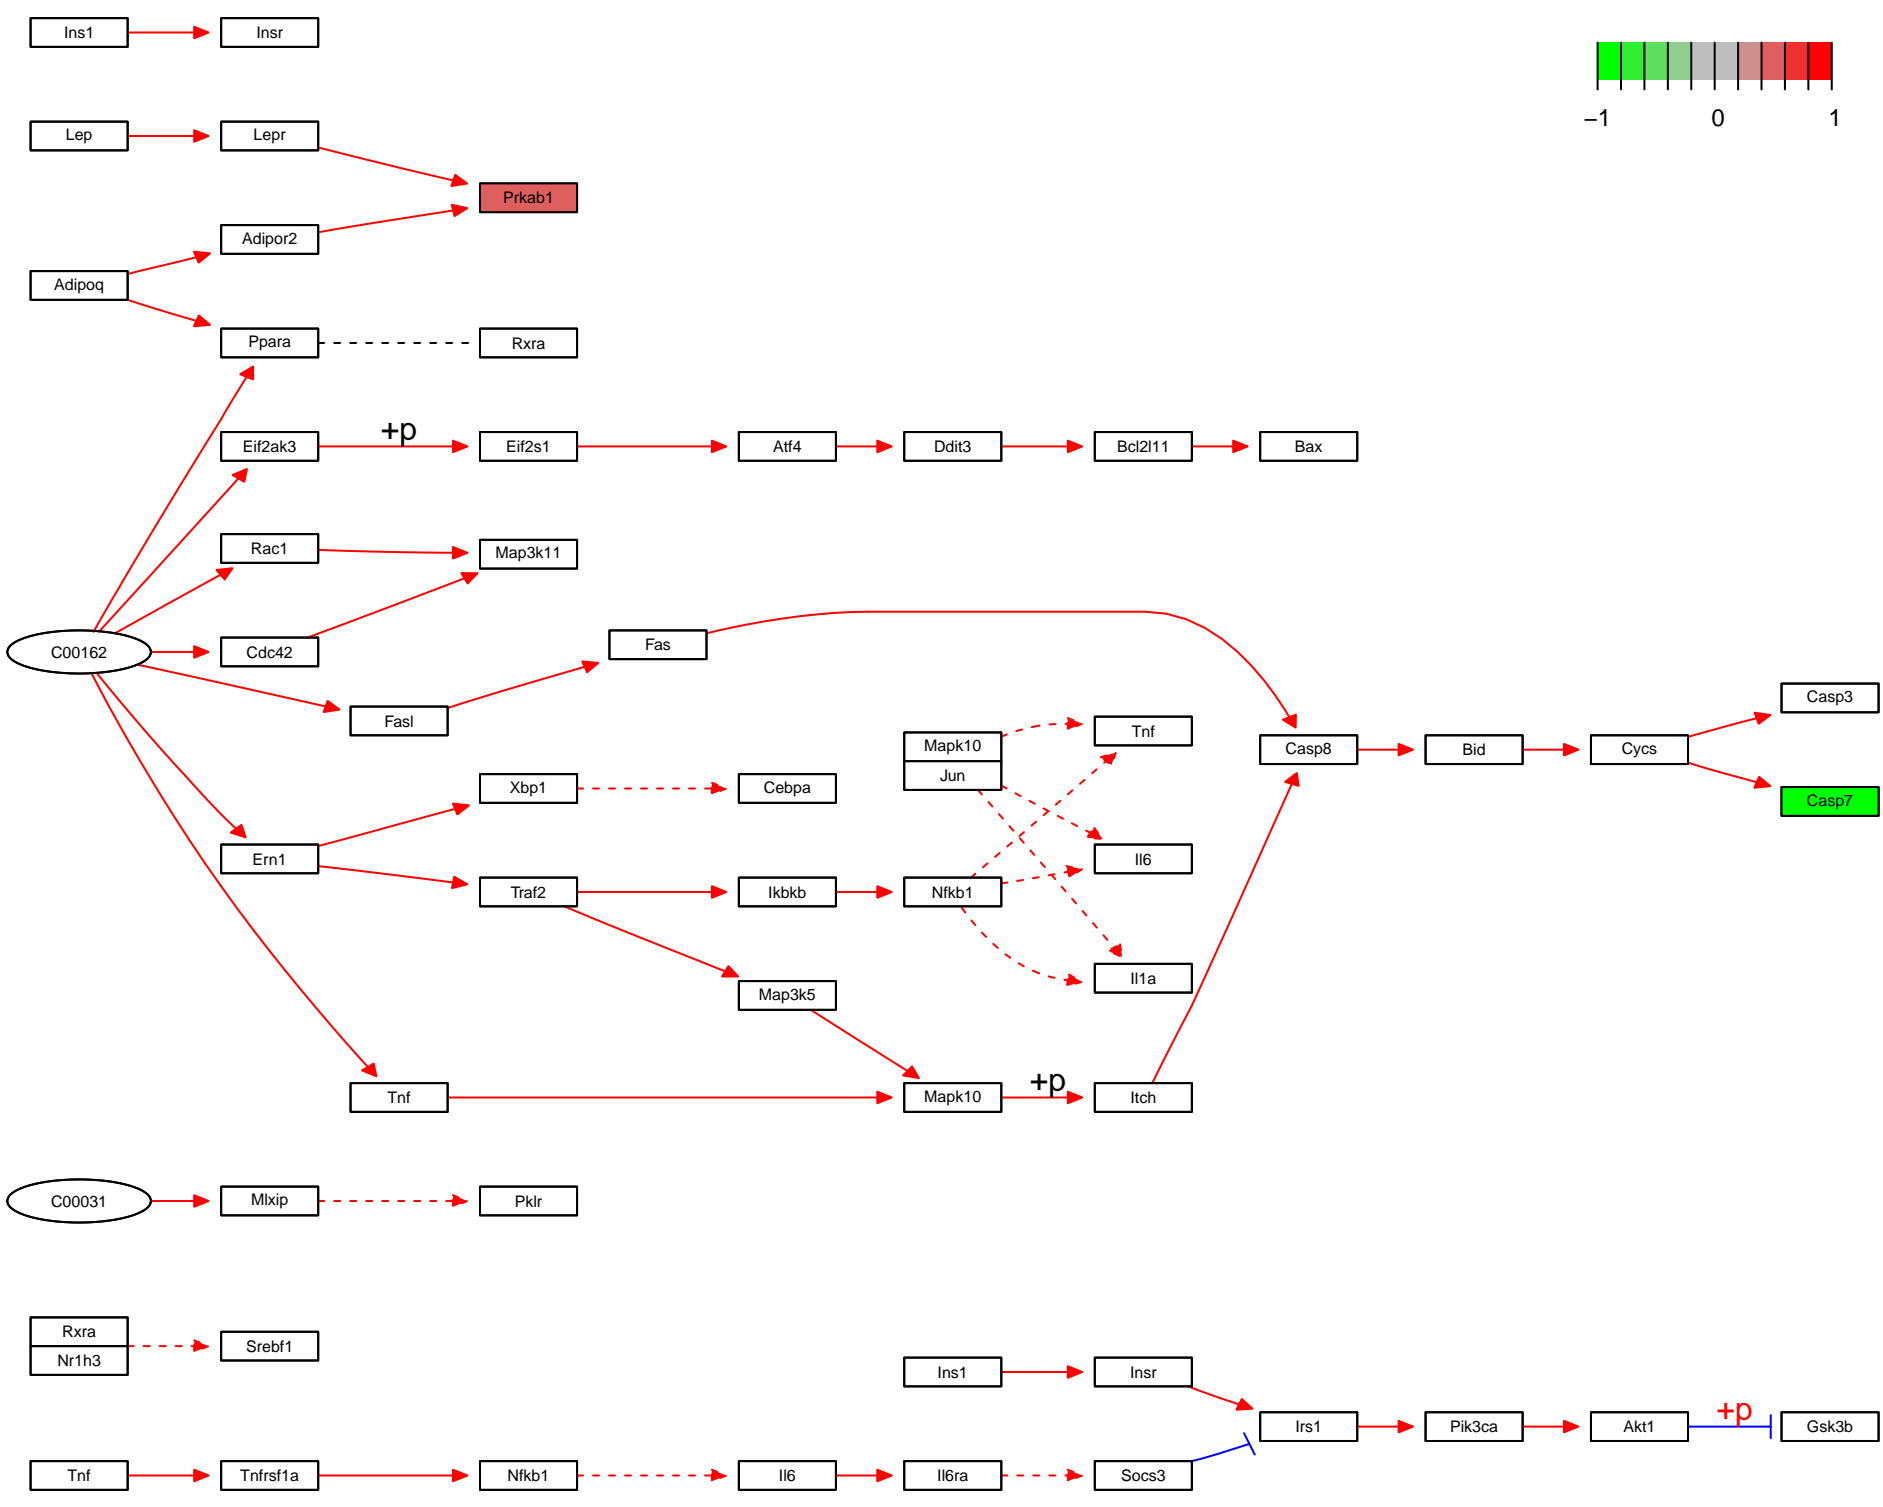 Ins1 Insr
−1 0 1
Lep Lepr
Prkab1
Adipor2
Adipoq
Ppara Rxra
+p
Eif2ak3 Eif2s1 Atf4 Ddit3 Bcl2l11 Bax
Rac1 Map3k11
C00162 Cdc42 Fas
Casp3
Fasl Tnf
Mapk10 Casp8 Bid Cycs
Jun
Xbp1 Cebpa Casp7
Ern1 Il6
Traf2 Ikbkb Nfkb1
Il1a
Map3k5
+p
Tnf Mapk10 Itch
C00031 Mlxip Pklr
Rxra
Srebf1
Nr1h3
Ins1 Insr
+p
Irs1 Pik3ca Akt1 Gsk3b
Tnf Tnfrsf1a Nfkb1 Il6 Il6ra Socs3